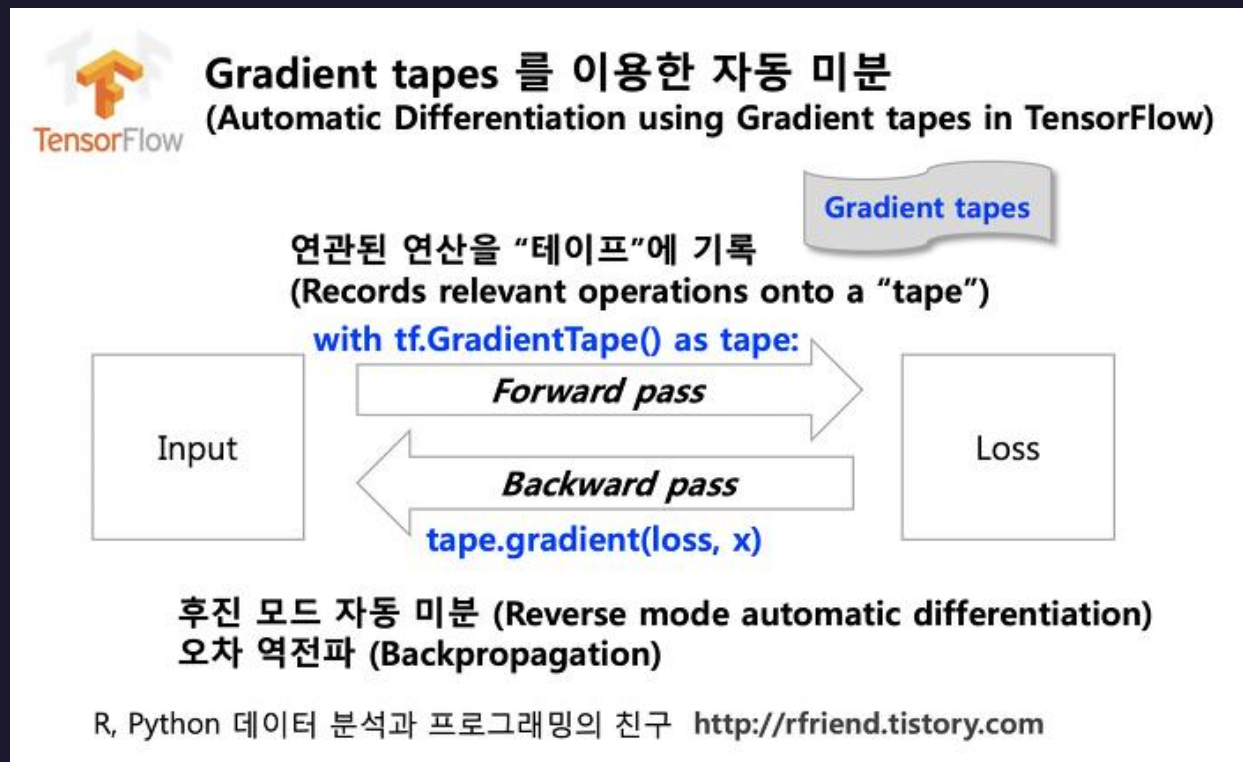 TensorFlow
Gradient tapes 를 이용한 자동 미분
(Automatic Differentiation using Gradient tapes in TensorFlow)
Gradient tapes
연관된 연산을 “테이프”에 기록
(Records relevant operations onto a “tape”)
with tf.GradientTape() as tape:
Forward pass
Input
Loss
Backward pass
tape.gradient(loss, x)
후진 모드 자동 미분 (Reverse mode automatic differentiation)
오차 역전파 (Backpropagation)
R, Python 데이터 분석과 프로그래밍의 친구 http://rfriend.tistory.com